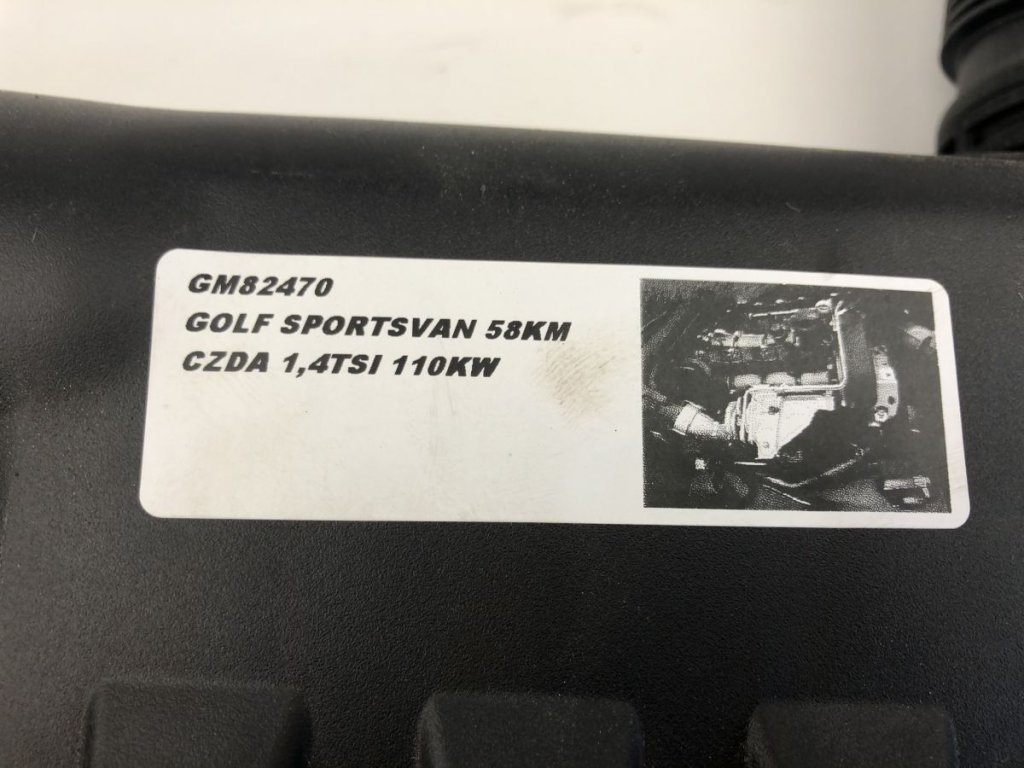 GM82470
GOLF SPORTSVAN 58KM
CZDA 1,4TSI 110KW